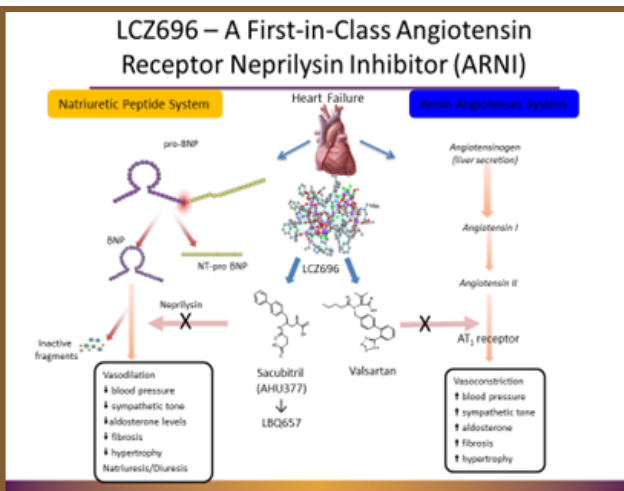 LCZ696 – A First-in-Class Angiotensin
Receptor Neprilysin Inhibitor (ARNI)
Natriuretic Peptide System
Heart Failure
Renin Angiotensin System
pro-BNP
Angiotensinogen
(liver secretion)
BNP
NT-pro BNP
LCZ696
Angiotensin I
Angiotensin II
Neprilysin
X
X
Inactive
fragments
AT₁ receptor
Sacubitril
(AHU377)
LBQ657
Valsartan
Vasodilation
⬇ blood pressure
⬇ sympathetic tone
⬇aldosterone levels
⬇ fibrosis
⬇ hypertrophy
Natriuresis/Diuresis
Vasoconstriction
⬆ blood pressure
⬆ sympathetic tone
⬆ aldosterone
⬆ fibrosis
⬆ hypertrophy